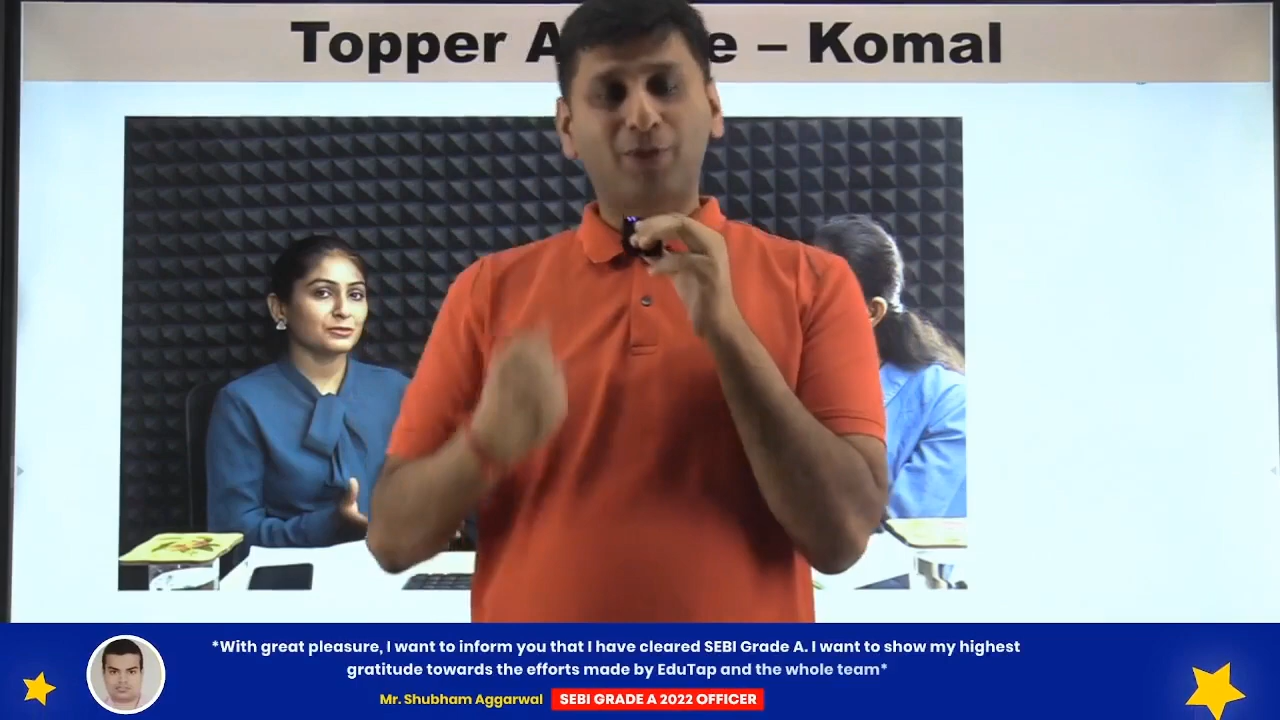 Topper A e – Komal
*With great pleasure, I want to inform you that I have cleared SEBI Grade A. I want to show my highest
gratitude towards the efforts made by EduTap and the whole team*
Mr. Shubham Aggarwal SEBI GRADE A 2022 OFFICER